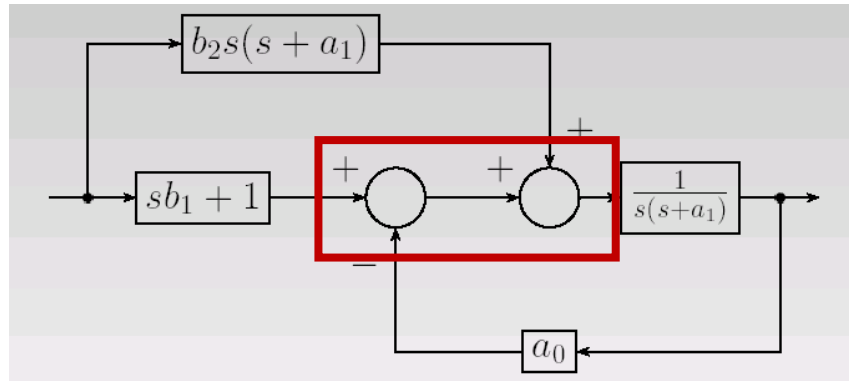 b₂s(s + a₁)
+
+ +
sb₁ + 1
1/s(s+a₁)
−
a₀